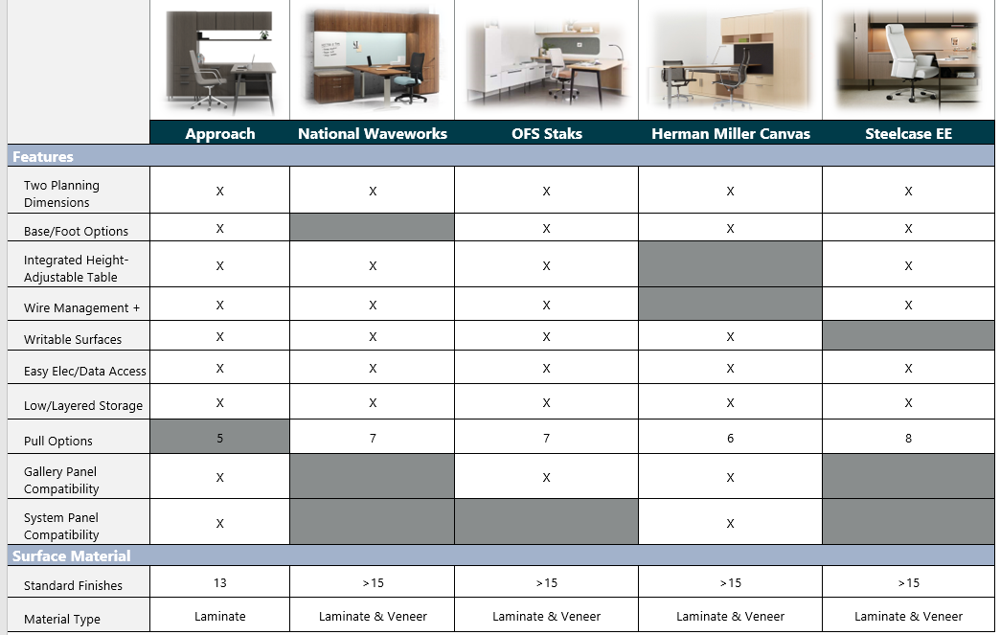 Approach National Waveworks OFS Staks Herman Miller Canvas Steelcase EE
Features
Two Planning
Dimensions
X X X X X
Base/Foot Options X X X X
Integrated Height-
Adjustable Table
X X X X
Wire Management + X X X X
Writable Surfaces X X X X
Easy Elec/Data Access X X X X X
Low/Layered Storage X X X X X
Pull Options 5 7 7 6 8
Gallery Panel
Compatibility
X X X
System Panel
Compatibility
X X
Surface Material
Standard Finishes 13 >15 >15 >15 >15
Material Type Laminate Laminate & Veneer Laminate & Veneer Laminate & Veneer Laminate & Veneer